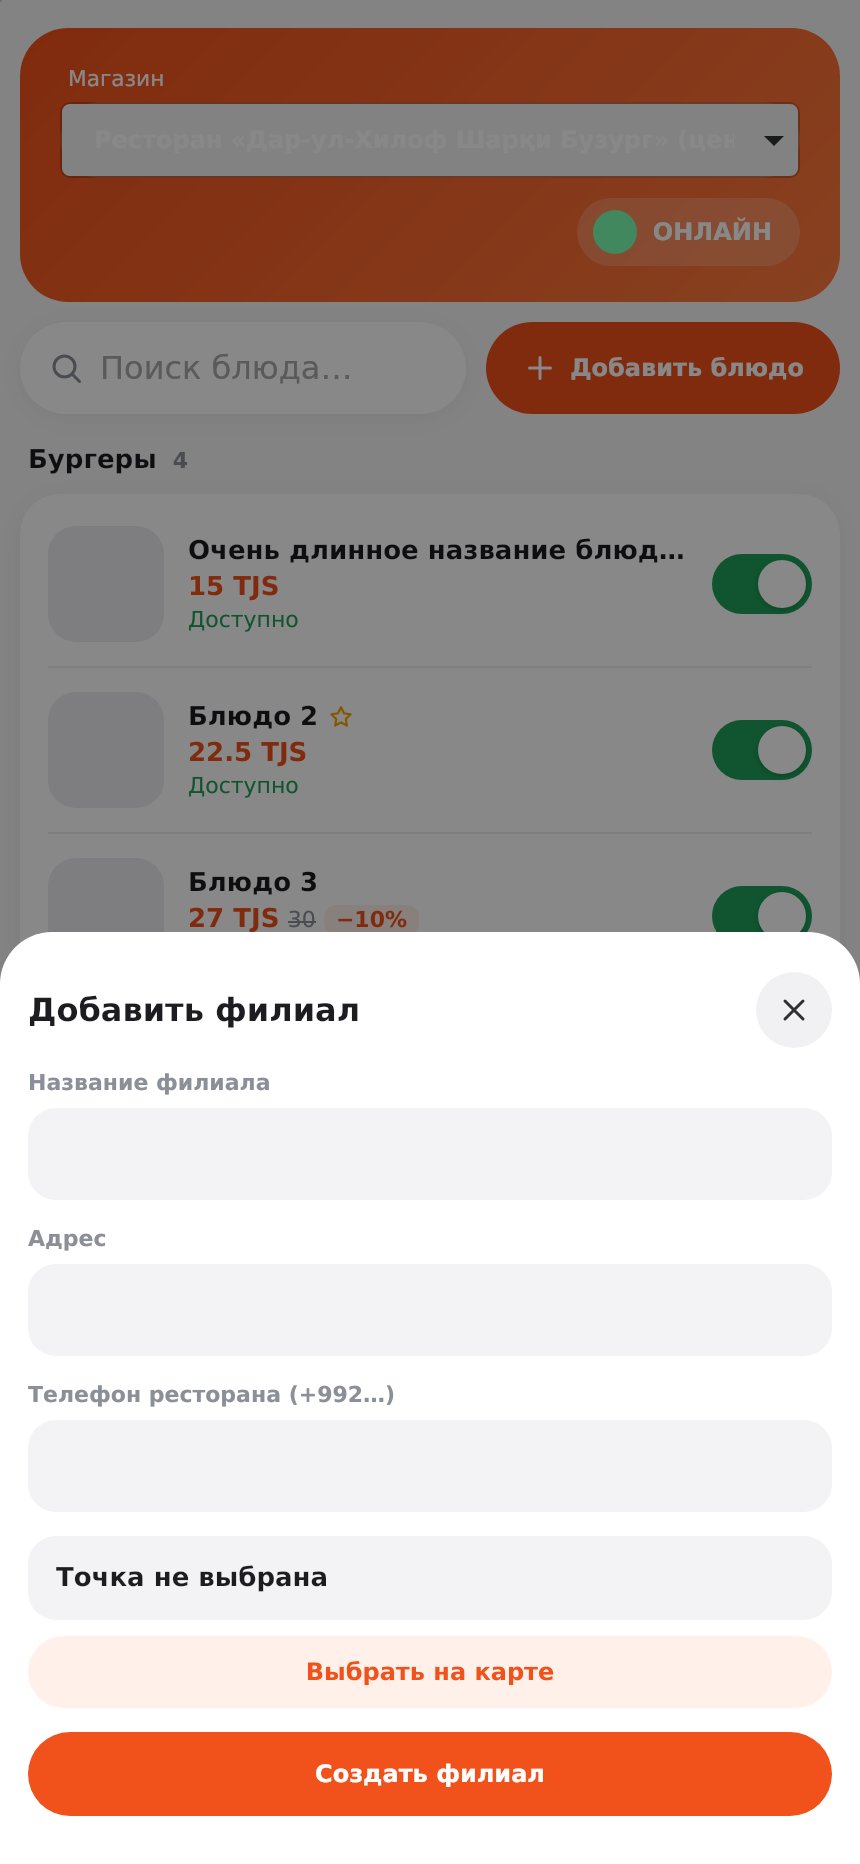 Магазин
Ресторан «Дар-ул-Хилоф Шарқи Бузург» (цен
ОНЛАЙН
Поиск блюда...
Добавить блюдо
Бургеры 4
Очень длинное название блюд...
15 TJS
Доступно
Блюдо 2
22.5 TJS
Доступно
Блюдо 3
27 TJS 30 −10%
Добавить филиал
Название филиала
Адрес
Телефон ресторана (+992...)
Точка не выбрана
Выбрать на карте
Создать филиал